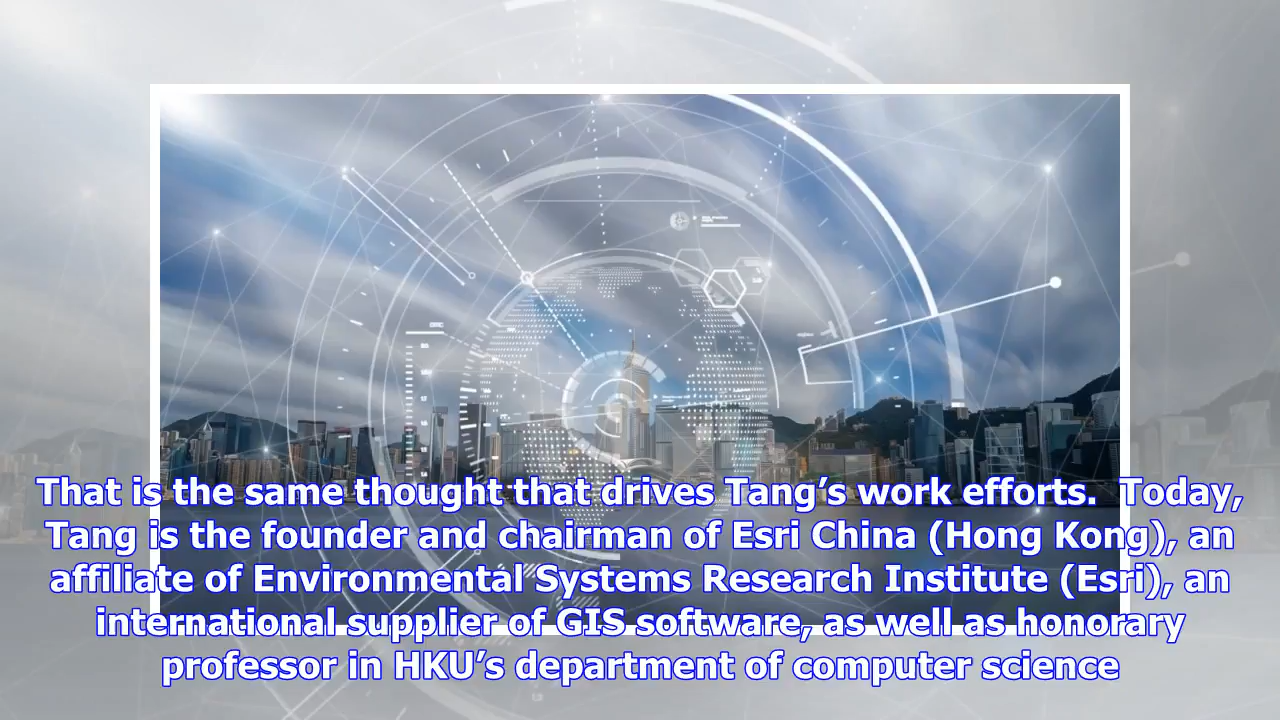 That is the same thought that drives Tang’s work efforts.  Today,
Tang is the founder and chairman of Esri China (Hong Kong), an
affiliate of Environmental Systems Research Institute (Esri), an
international supplier of GIS software, as well as honorary
professor in HKU’s department of computer science